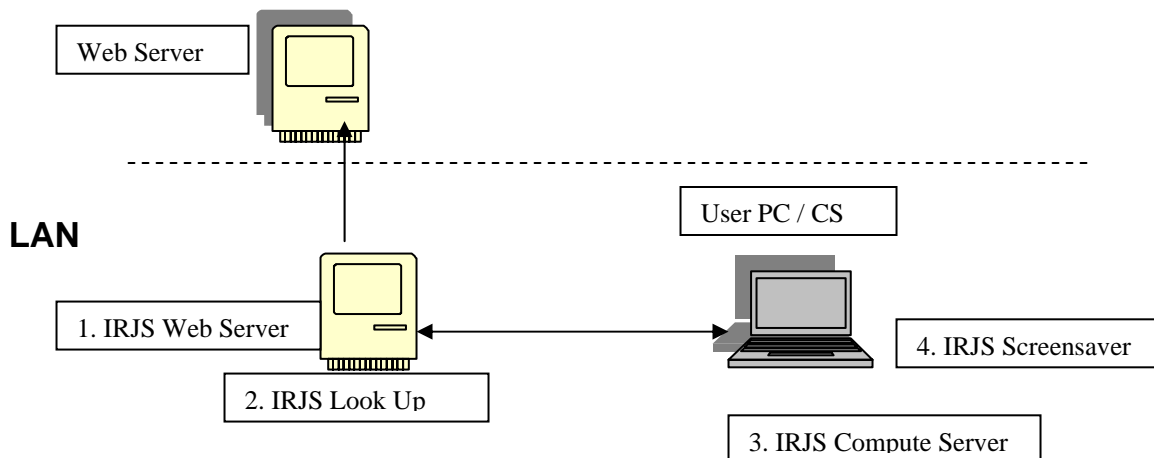 Web Server
User PC / CS
LAN
1. IRJS Web Server
4. IRJS Screensaver
2. IRJS Look Up
3. IRJS Compute Server